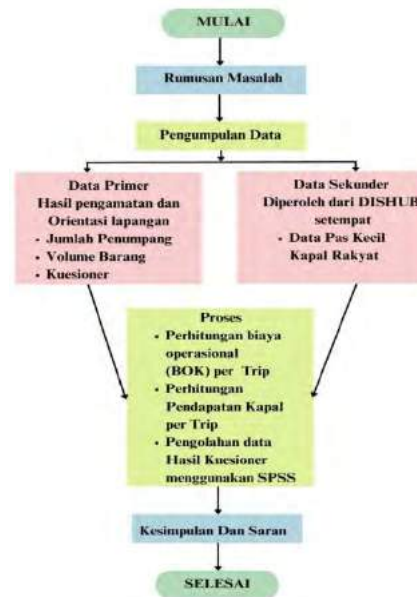 MULAI
Rumusan Masalah
Pengumpulan Data
Data Primer
Hasil pengamatan dan
Orientasi lapangan
• Jumlah Penumpang
• Volume Barang
• Kuesioner
Data Sekunder
Diperoleh dari DISHUB
setempat
• Data Pas Kecil
Kapal Rakyat
Proses
• Perhitungan biaya
operasional
(BOK) per Trip
• Perhitungan
Pendapatan Kapal
per Trip
• Pengolahan data
Hasil Kuesioner
menggunakan SPSS
Kesimpulan Dan Saran
SELESAI